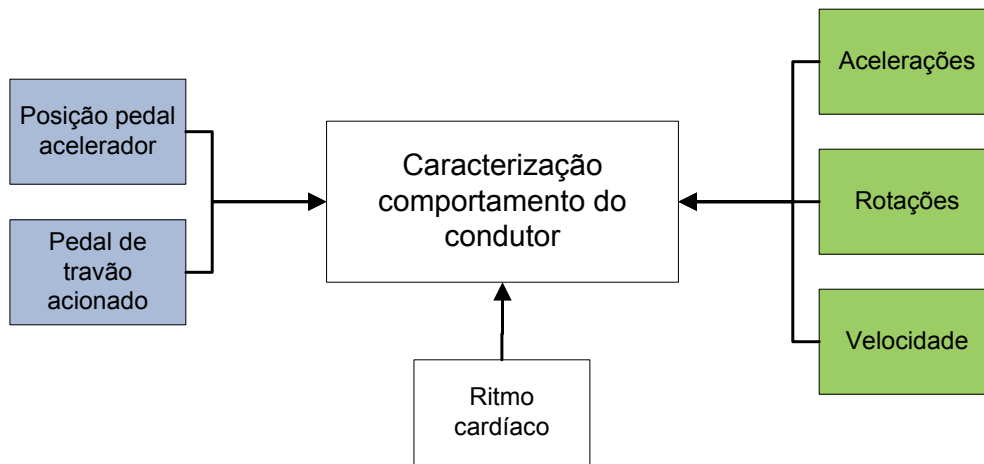 Posição pedal
acelerador
Pedal de
travão
acionado
Caracterização
comportamento do
condutor
Ritmo
cardíaco
Acelerações
Rotações
Velocidade